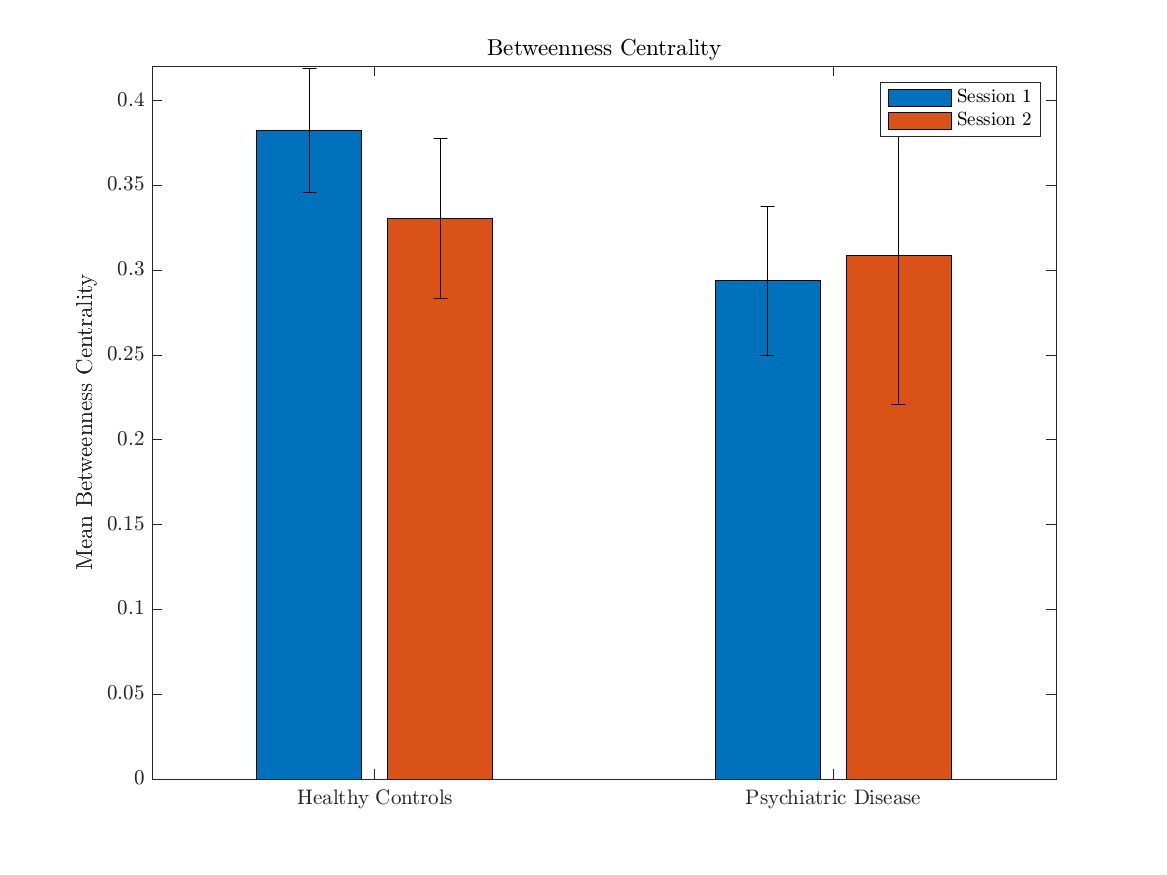 Betweenness Centrality
Session 1
Session 2
Mean Betweenness Centrality
0.4
0.35
0.3
0.25
0.2
0.15
0.1
0.05
0
Healthy Controls
Psychiatric Disease